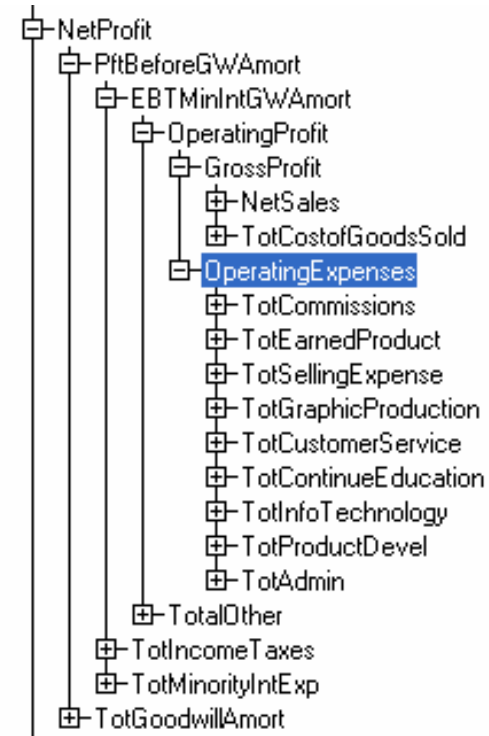 NetProfit
PftBeforeGWAmort
EBTMinIntGWAmort
OperatingProfit
GrossProfit
NetSales
TotCostofGoodsSold
OperatingExpenses
TotCommissions
TotEarnedProduct
TotSellingExpense
TotGraphicProduction
TotCustomerService
TotContinueEducation
TotInfoTechnology
TotProductDevel
TotAdmin
TotalOther
TotIncomeTaxes
TotMinorityIntExp
TotGoodwillAmort